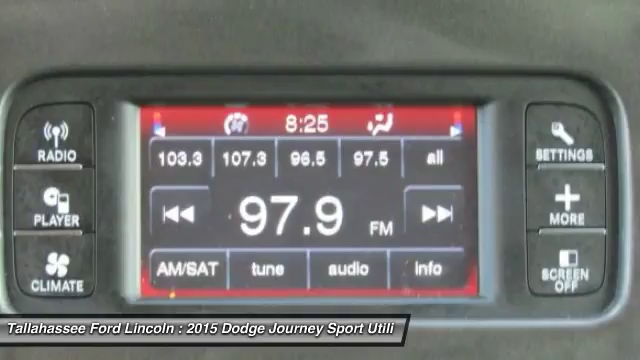 8:25
RADIO
103.3 107.3 96.5 97.5 all
SETTINGS
PLAYER
97.9 FM
MORE
CLIMATE
AM/SAT tune audio info
SCREEN
OFF
Tallahassee Ford Lincoln : 2015 Dodge Journey Sport Utili